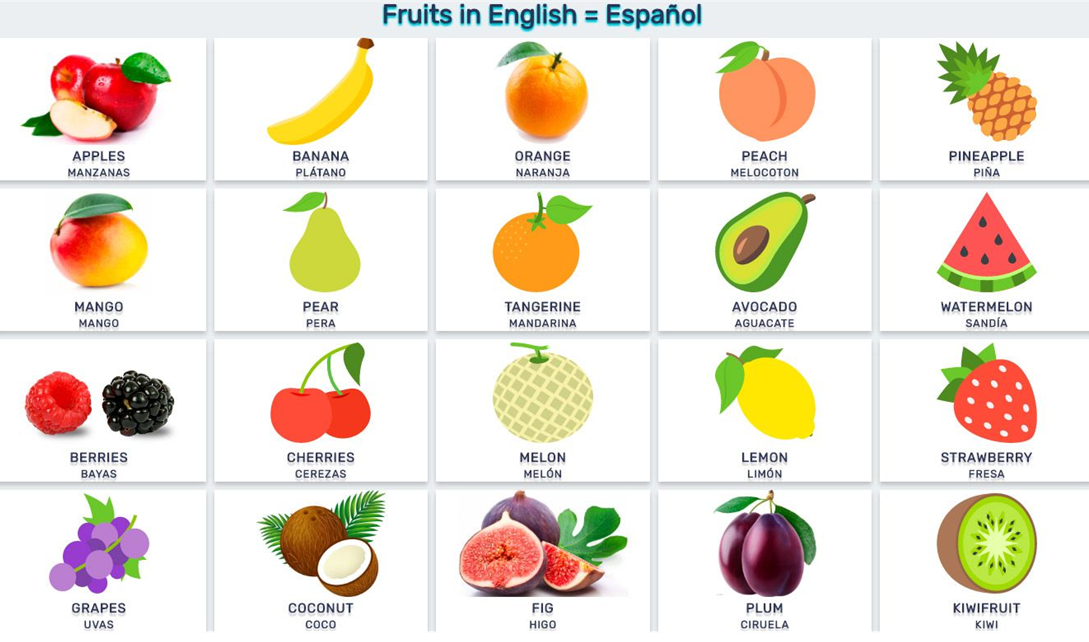 Fruits in English = Español
APPLES
MANZANAS
BANANA
PLÁTANO
ORANGE
NARANJA
PEACH
MELOCOTON
PINEAPPLE
PIÑA
MANGO
MANGO
PEAR
PERA
TANGERINE
MANDARINA
AVOCADO
AGUACATE
WATERMELON
SANDÍA
BERRIES
BAYAS
CHERRIES
CEREZAS
MELON
MELÓN
LEMON
LIMÓN
STRAWBERRY
FRESA
GRAPES
UVAS
COCONUT
COCO
FIG
HIGO
PLUM
CIRUELA
KIWIFRUIT
KIWI